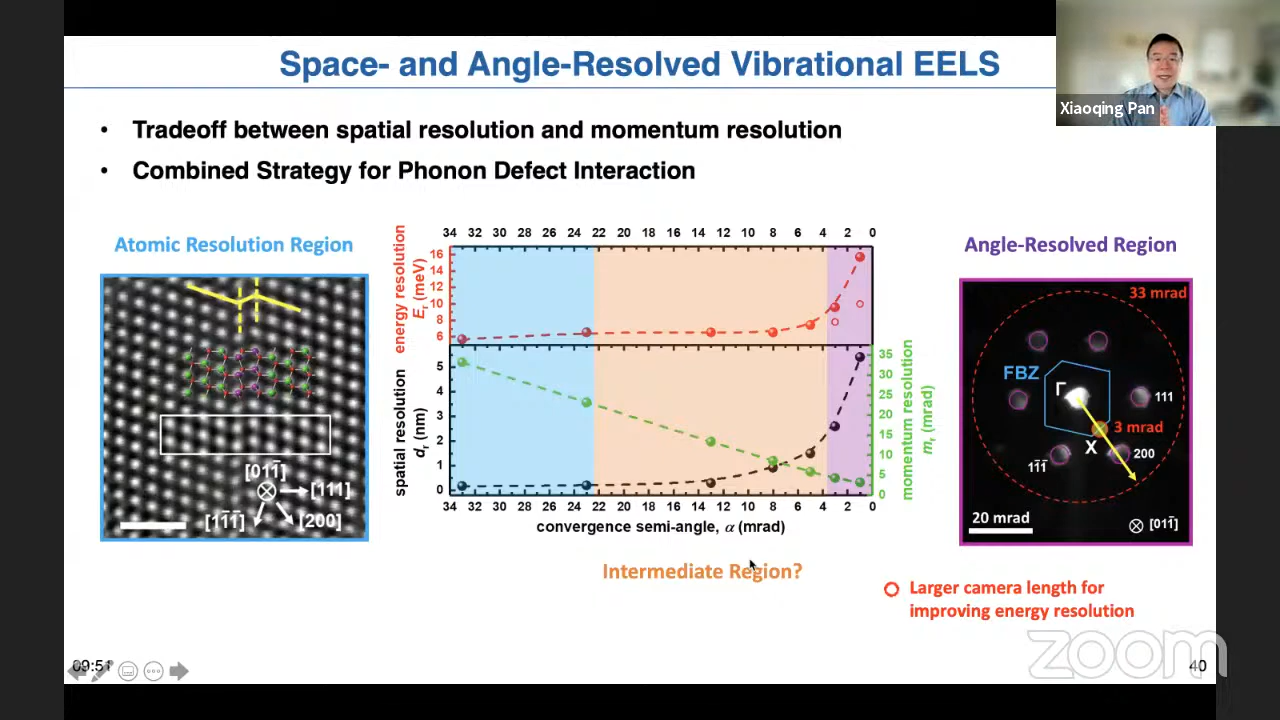 Space- and Angle-Resolved Vibrational EELS
Xiaoqing Pan
• Tradeoff between spatial resolution and momentum resolution
• Combined Strategy for Phonon Defect Interaction
Atomic Resolution Region
[011̄]
[111]
[11̄1̄]
[200]
34 32 30 28 26 24 22 20 18 16 14 12 10 8 6 4 2 0
energy resolution
Eᵣ (meV)
16
14
12
10
8
6
spatial resolution
dᵣ (nm)
5
4
3
2
1
0
35
30
25
20
15
10
5
0
momentum resolution
mᵣ (mrad)
34 32 30 28 26 24 22 20 18 16 14 12 10 8 6 4 2 0
convergence semi-angle, α (mrad)
Intermediate Region?
Angle-Resolved Region
33 mrad
FBZ
Γ
111
3 mrad
X
200
11̄1̄
20 mrad
[011̄]
Larger camera length for
improving energy resolution
09:51
zoom
40